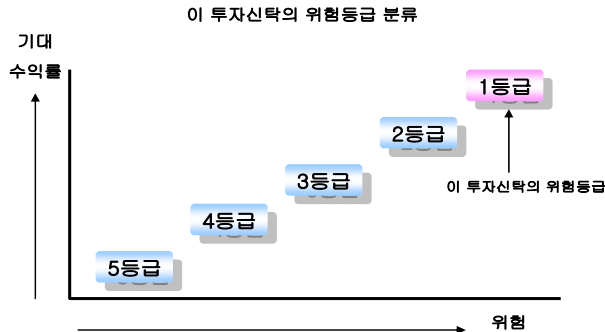 이 투자신탁의 위험등급 분류
기대
수익률
1등급
2등급
3등급
이 투자신탁의 위험등급
4등급
5등급
위험